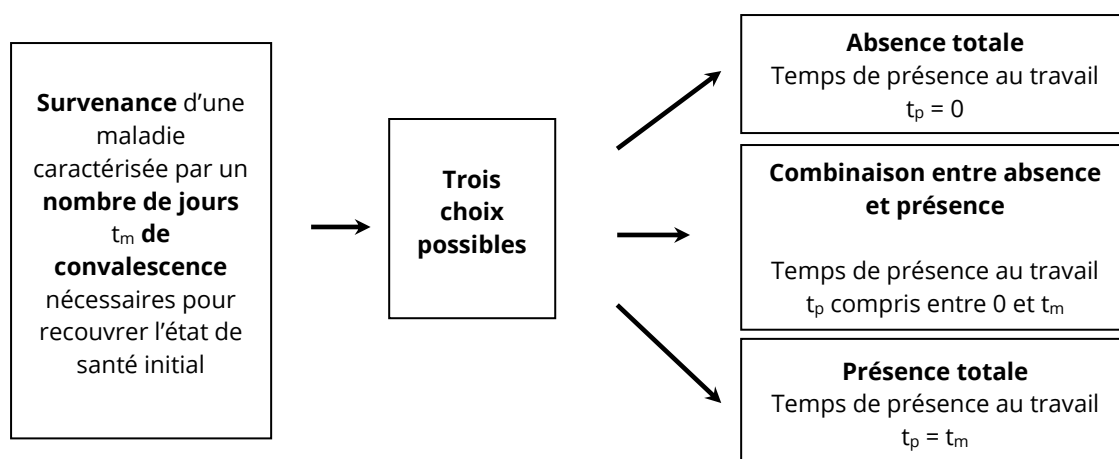 Survenance d’une
maladie
caractérisée par un
nombre de jours
tm de
convalescence
nécessaires pour
recouvrer l’état de
santé initial
Trois
choix
possibles
Absence totale
Temps de présence au travail
tp = 0
Combinaison entre absence
et présence
Temps de présence au travail
tp compris entre 0 et tm
Présence totale
Temps de présence au travail
tp = tm